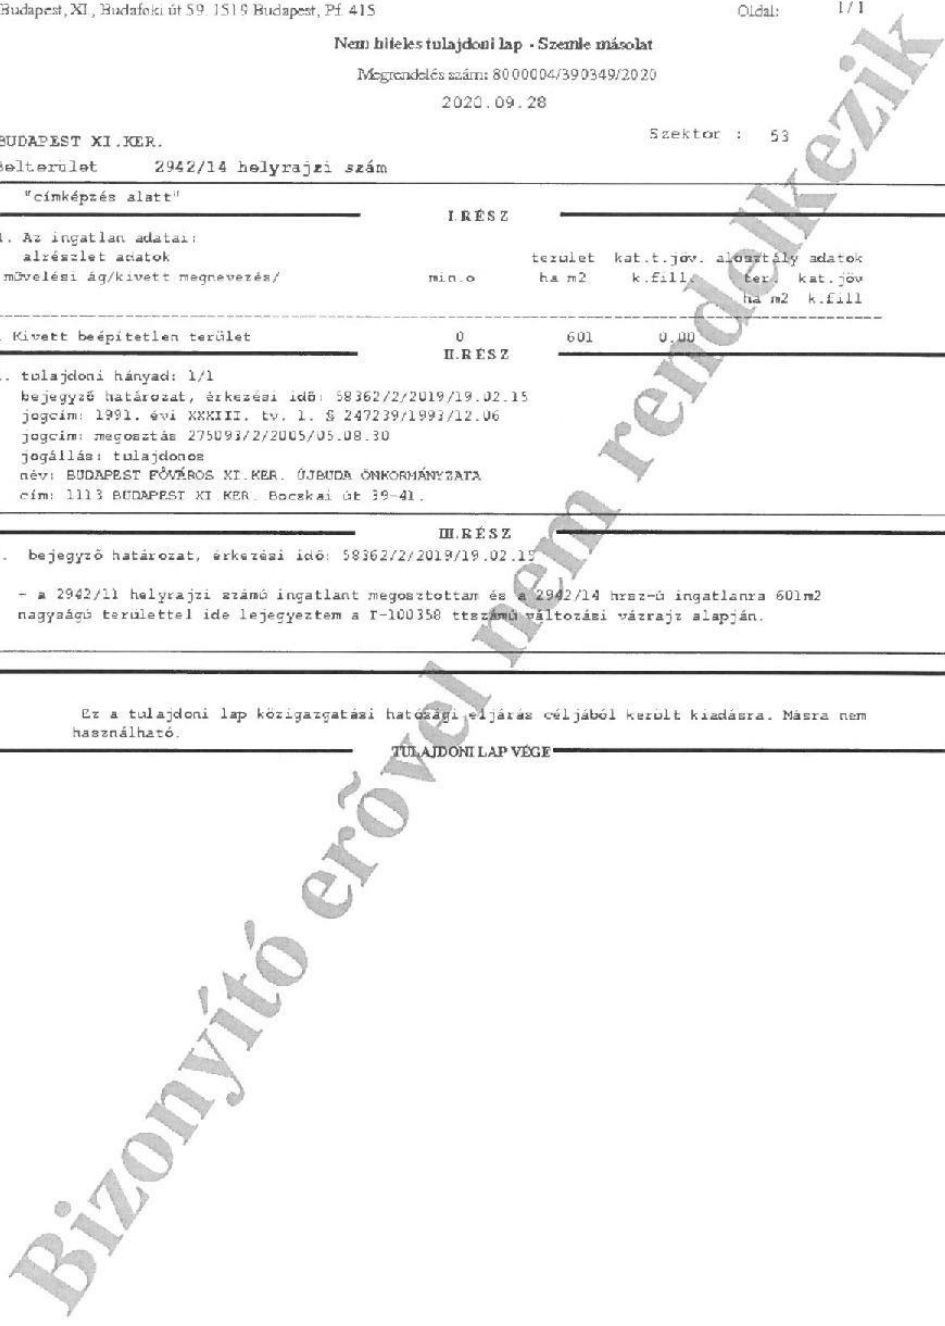 Budapest, XI., Budafoki út 59. 1519 Budapest, Pf. 415 Oldal: 1/1
Nem hiteles tulajdoni lap - Szemle másolat
Megrendelés szám: 8000004/390349/2020
2020.09.28
BUDAPEST XI.KER. Szektor : 53
Belterület 2942/14 helyrajzi szám
"címképzés alatt"
I.RÉSZ
1. Az ingatlan adatai:
alrészlet adatok terület kat.t.jöv. alosztály adatok
művelési ág/kivett megnevezés/ min.o ha m2 k.fill. ter. kat.jöv
ha m2 k.fill
. Kivett beépítetlen terület 0 601 0.00
II.RÉSZ
. tulajdoni hányad: 1/1
bejegyző határozat, érkezési idő: 58362/2/2019/19.02.15
jogcím: 1991. évi XXXIII. tv. 1. § 247239/1993/12.06
jogcím: megosztás 275093/2/2005/05.08.30
jogállás: tulajdonos
név: BUDAPEST FŐVÁROS XI.KER. ÚJBUDA ÖNKORMÁNYZATA
cím: 1113 BUDAPEST XI.KER. Bocskai út 39-41.
III.RÉSZ
. bejegyző határozat, érkezési idő: 58362/2/2019/19.02.15
- a 2942/11 helyrajzi számú ingatlant megosztottam és a 2942/14 hrsz-ú ingatlanra 601m2
nagyságú területtel ide lejegyeztem a T-100358 ttszámú változási vázrajz alapján.
Ez a tulajdoni lap közigazgatási hatósági eljárás céljából került kiadásra. Másra nem
használható.
TULAJDONI LAP VÉGE
Bizonyító erővel nem rendelkezik